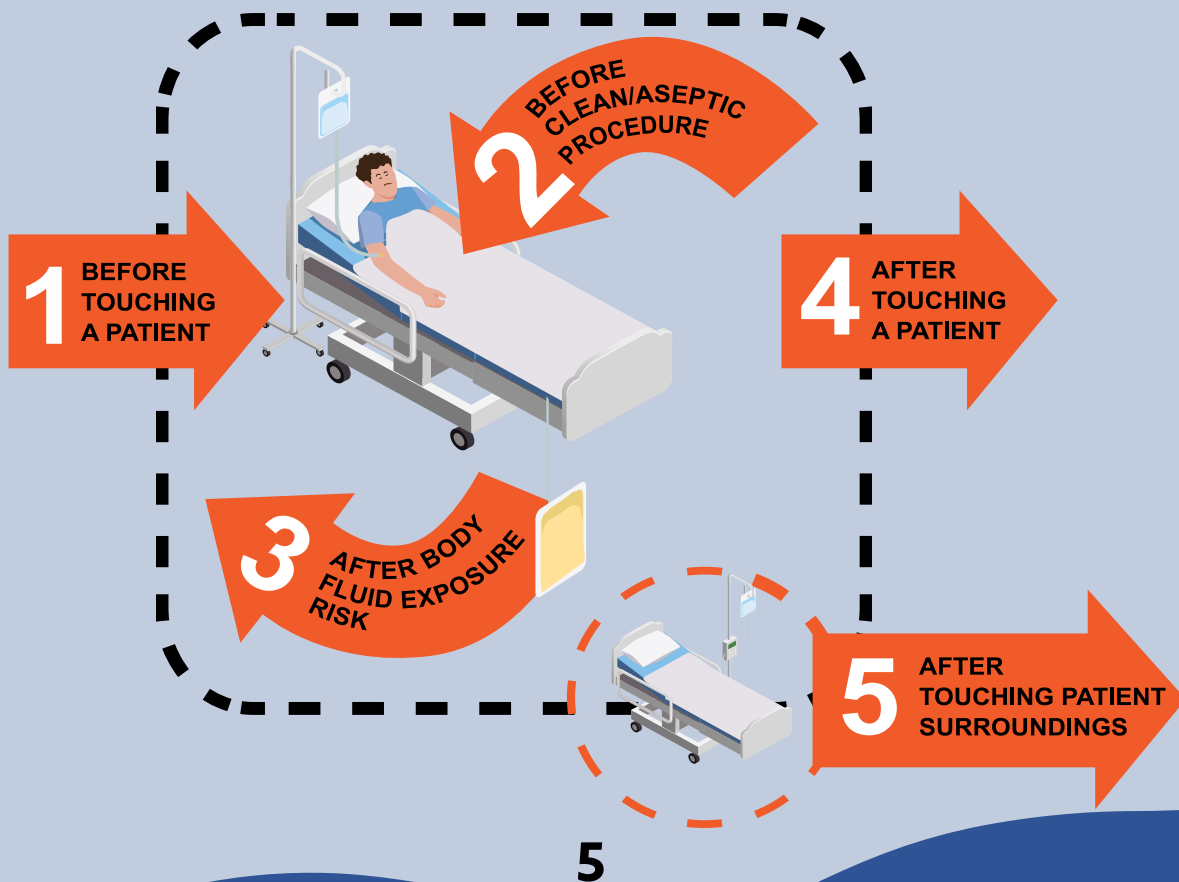 1
BEFORE
TOUCHING
A PATIENT
2
BEFORE
CLEAN/ASEPTIC
PROCEDURE
3
AFTER BODY
FLUID EXPOSURE
RISK
4
AFTER
TOUCHING
A PATIENT
5
AFTER
TOUCHING PATIENT
SURROUNDINGS
5